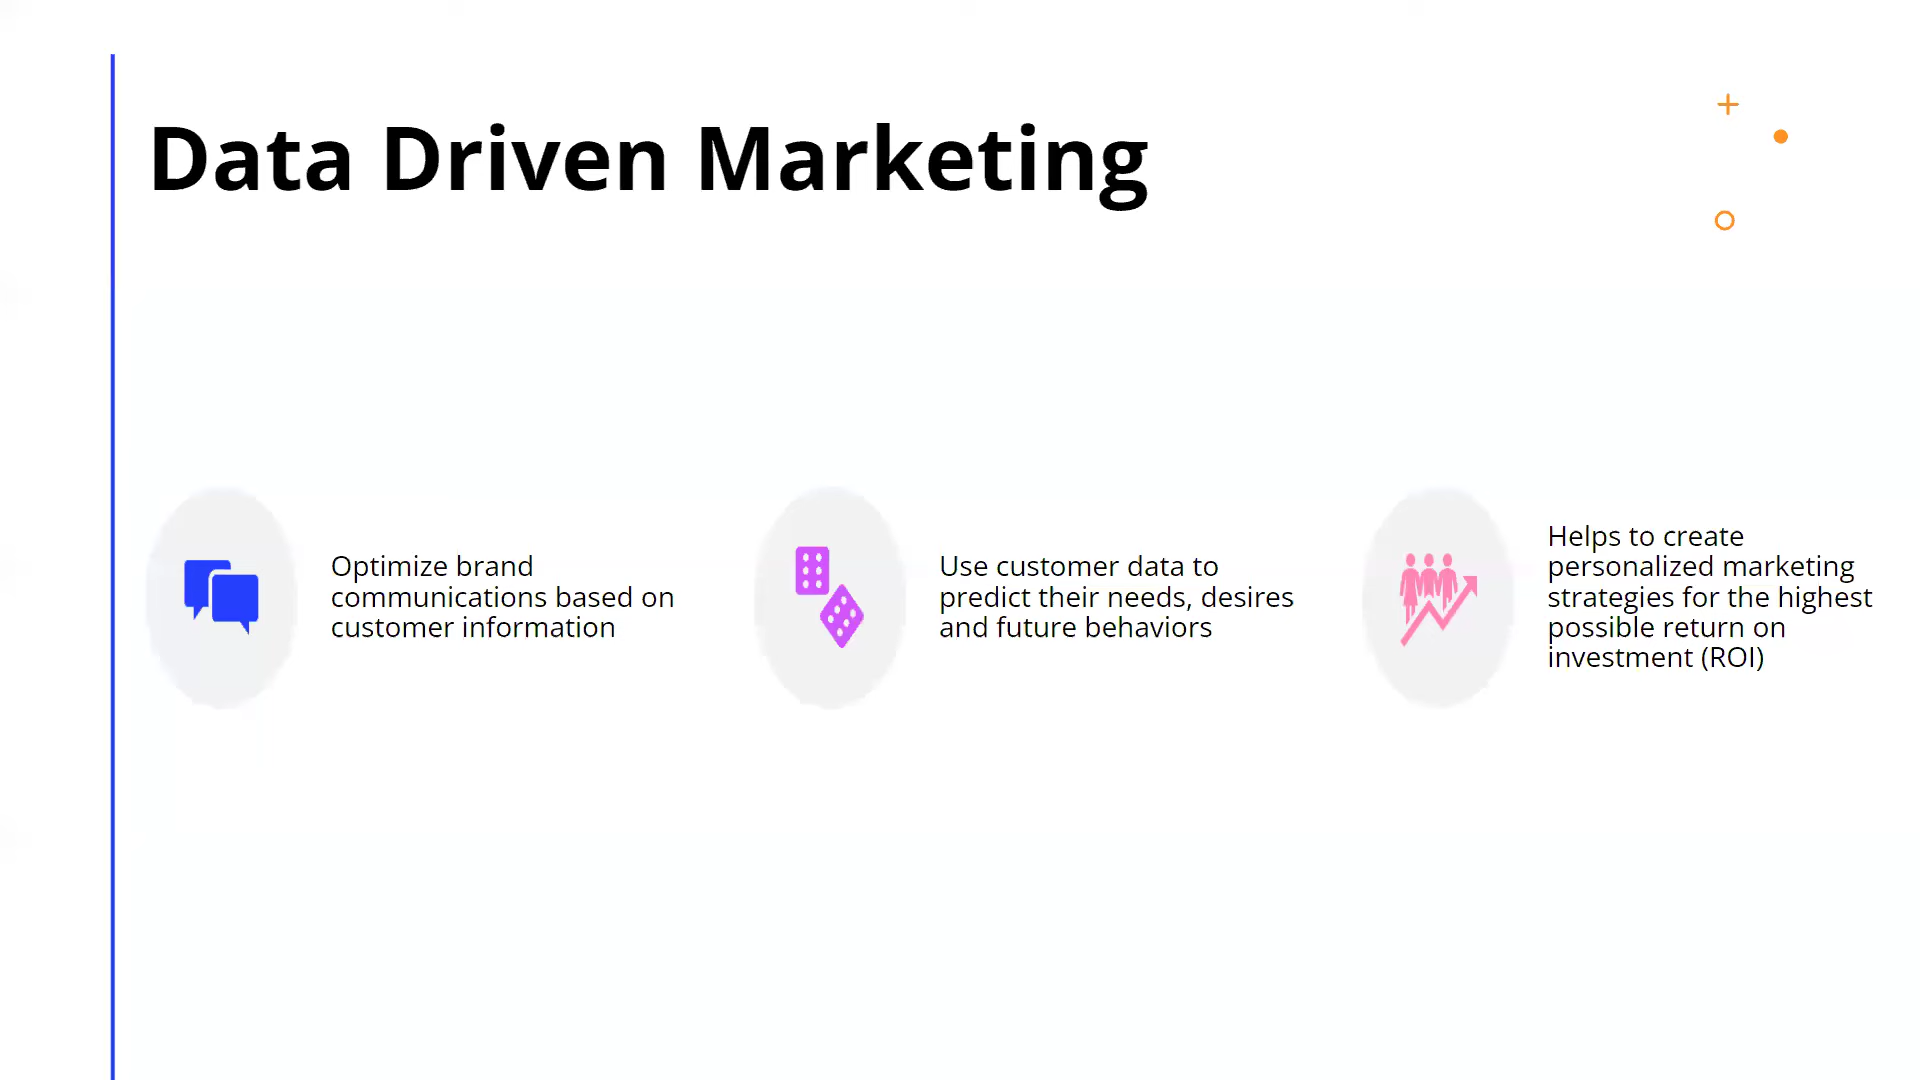 Data Driven Marketing
Optimize brand
communications based on
customer information
Use customer data to
predict their needs, desires
and future behaviors
Helps to create
personalized marketing
strategies for the highest
possible return on
investment (ROI)